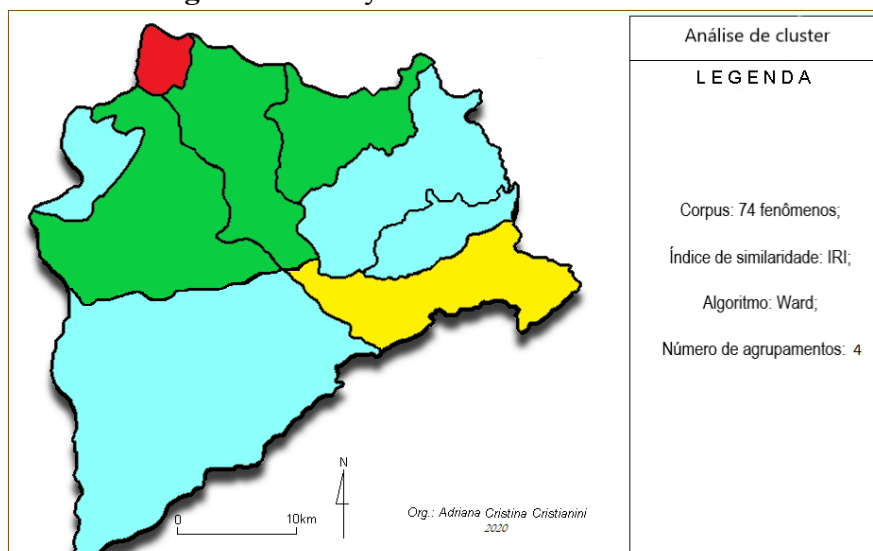 Análise de cluster
LEGENDA
Corpus: 74 fenômenos;
Índice de similaridade: IRI;
Algoritmo: Ward;
Número de agrupamentos: 4
N
0 10km
Org.: Adriana Cristina Cristianini
2020